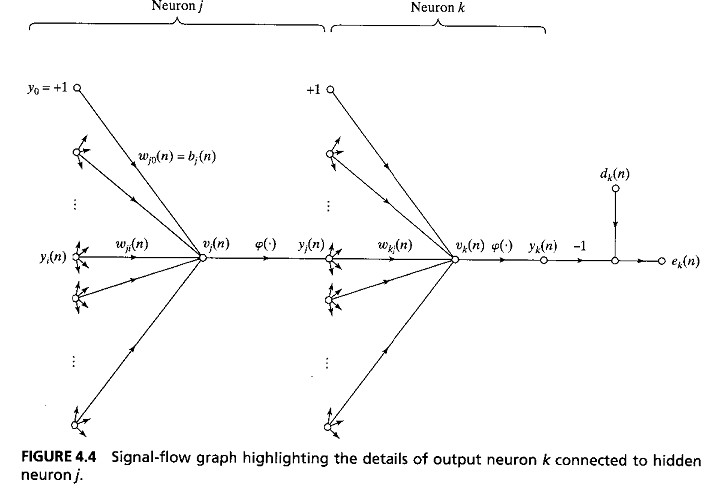 Neuron j
Neuron k
y₀ = +1
+1
wⱼ₀(n) = bⱼ(n)
dₖ(n)
⋮
⋮
yᵢ(n)
wⱼᵢ(n)
vⱼ(n)
φ(·)
yⱼ(n)
wₖⱼ(n)
vₖ(n)
φ(·)
yₖ(n)
−1
eₖ(n)
⋮
⋮
FIGURE 4.4 Signal-flow graph highlighting the details of output neuron k connected to hidden
neuron j.